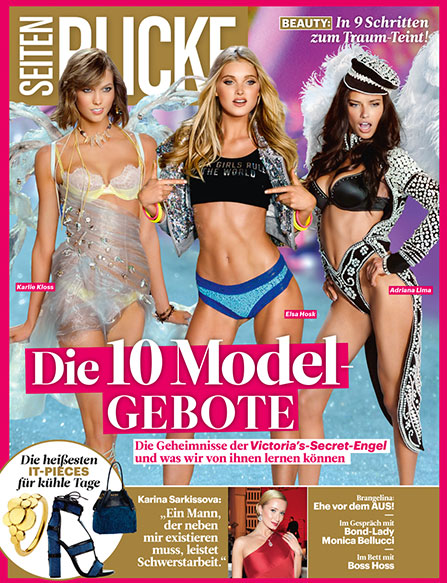 SEITEN
BLICKE
BEAUTY: In 9 Schritten
zum Traum-Teint!
GIRLS RU
THE WORLD
Karlie Kloss
Elsa Hosk
Adriana Lima
Die 10 Model-
GEBOTE
Die Geheimnisse der Victoria's-Secret-Engel
und was wir von ihnen lernen können
Die heißesten
IT-PIÈCES
für kühle Tage
Karina Sarkissova:
„Ein Mann,
der neben
mir existieren
muss, leistet
Schwerstarbeit."
Brangelina:
Ehe vor dem AUS!
Im Gespräch mit
Bond-Lady
Monica Bellucci
Im Bett mit
Boss Hoss